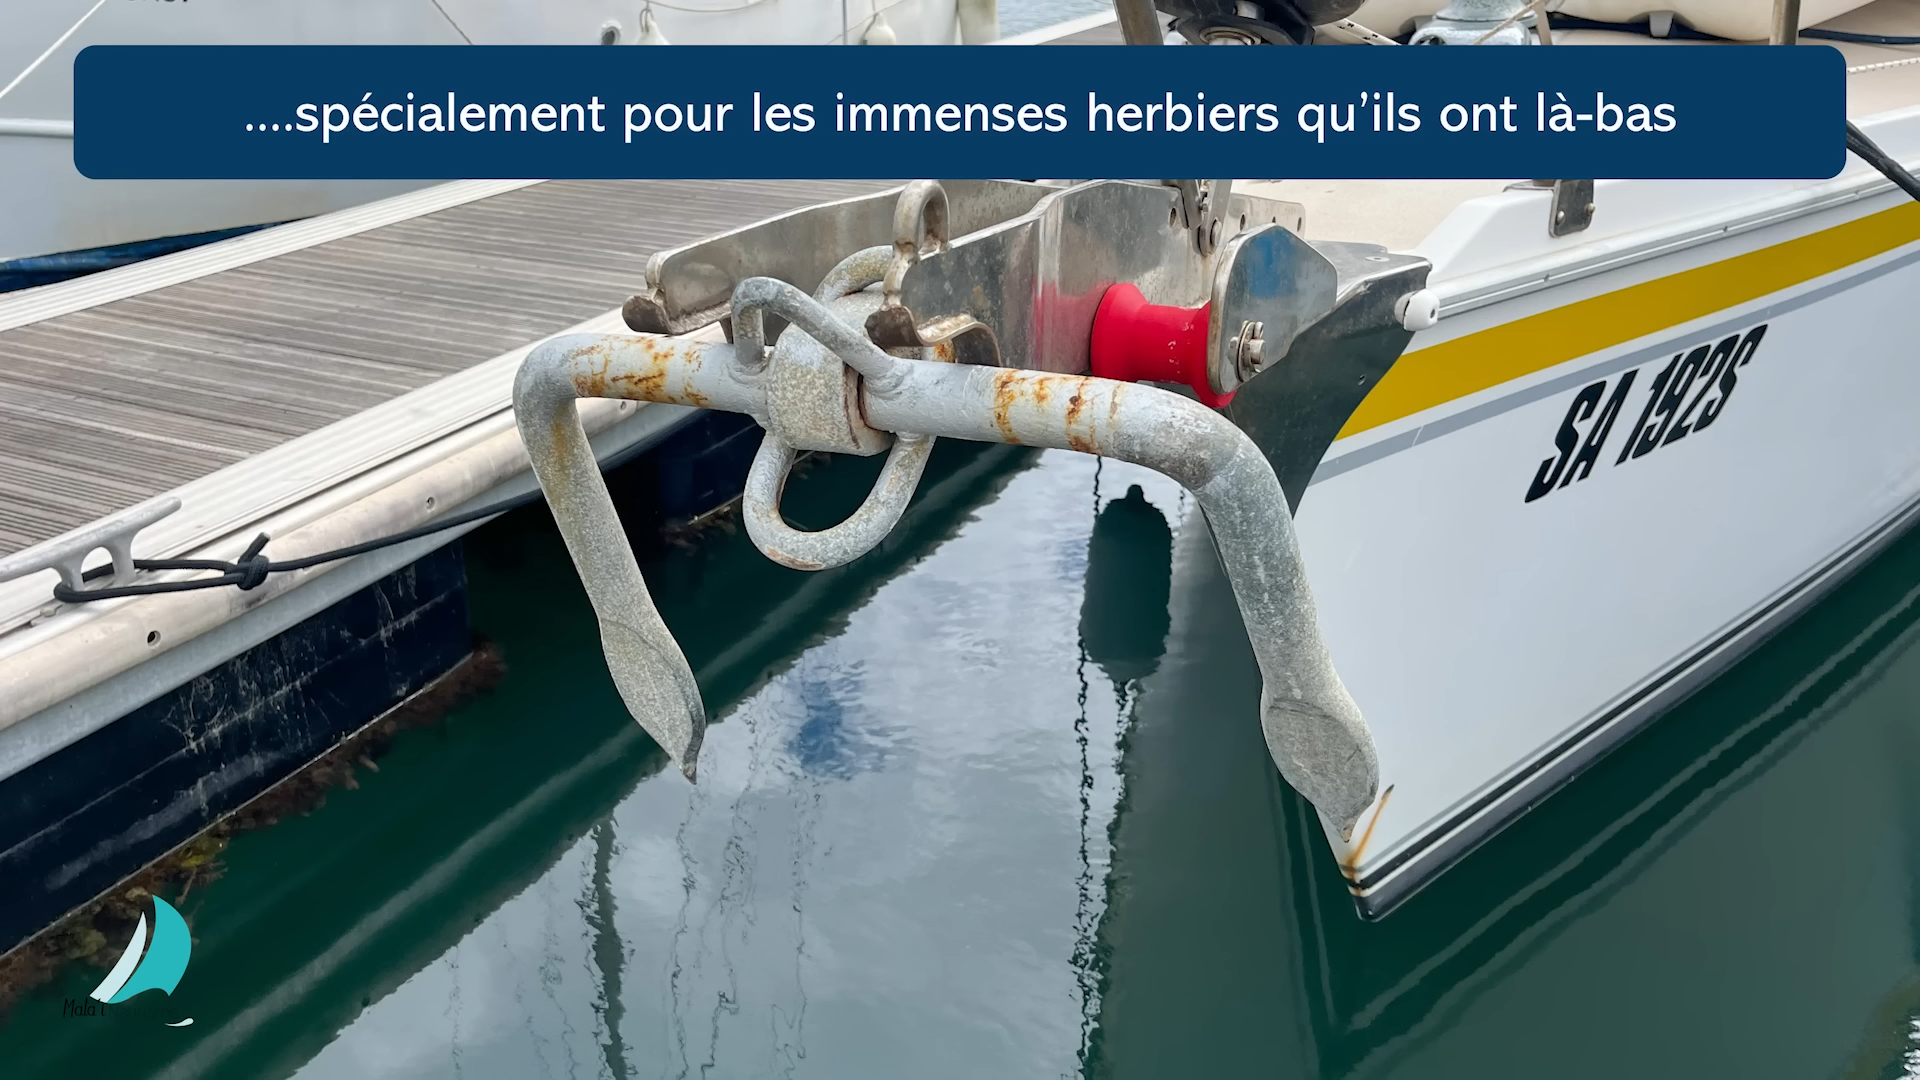 ....spécialement pour les immenses herbiers qu'ils ont là-bas
SA 192S